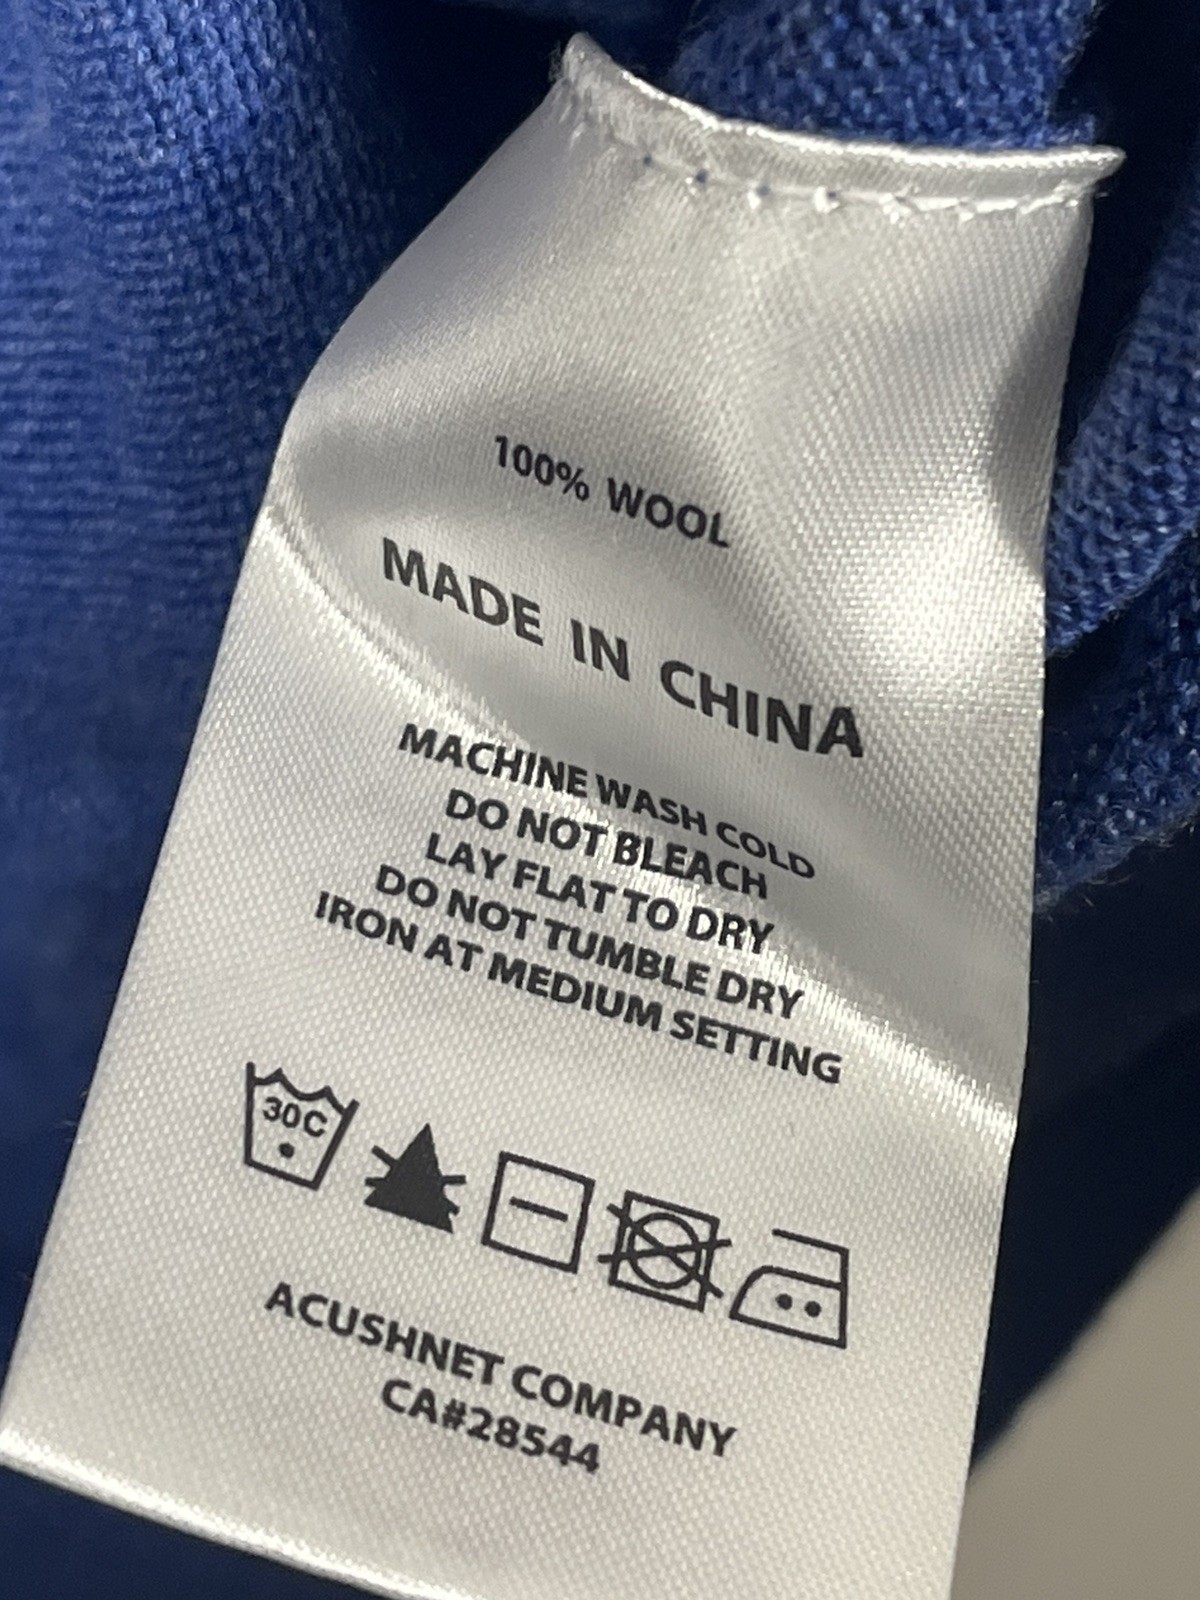 100% WOOL
MADE IN CHINA
MACHINE WASH COLD
DO NOT BLEACH
LAY FLAT TO DRY
DO NOT TUMBLE DRY
IRON AT MEDIUM SETTING
30C
ACUSHNET COMPANY
CA#28544